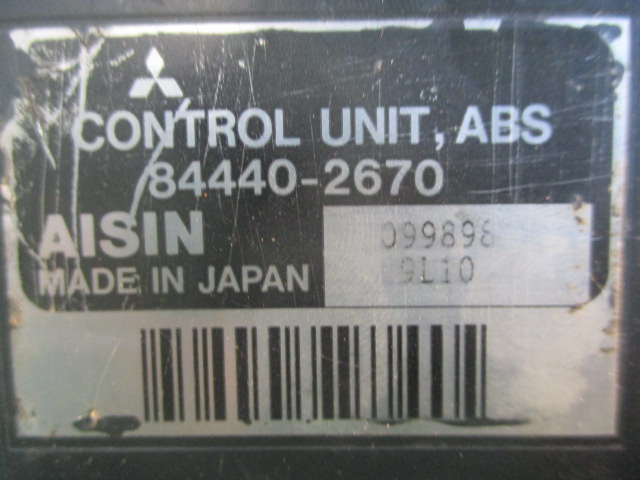 CONTROL UNIT, ABS
84440-2670
AISIN
099898
MADE IN JAPAN
9L10